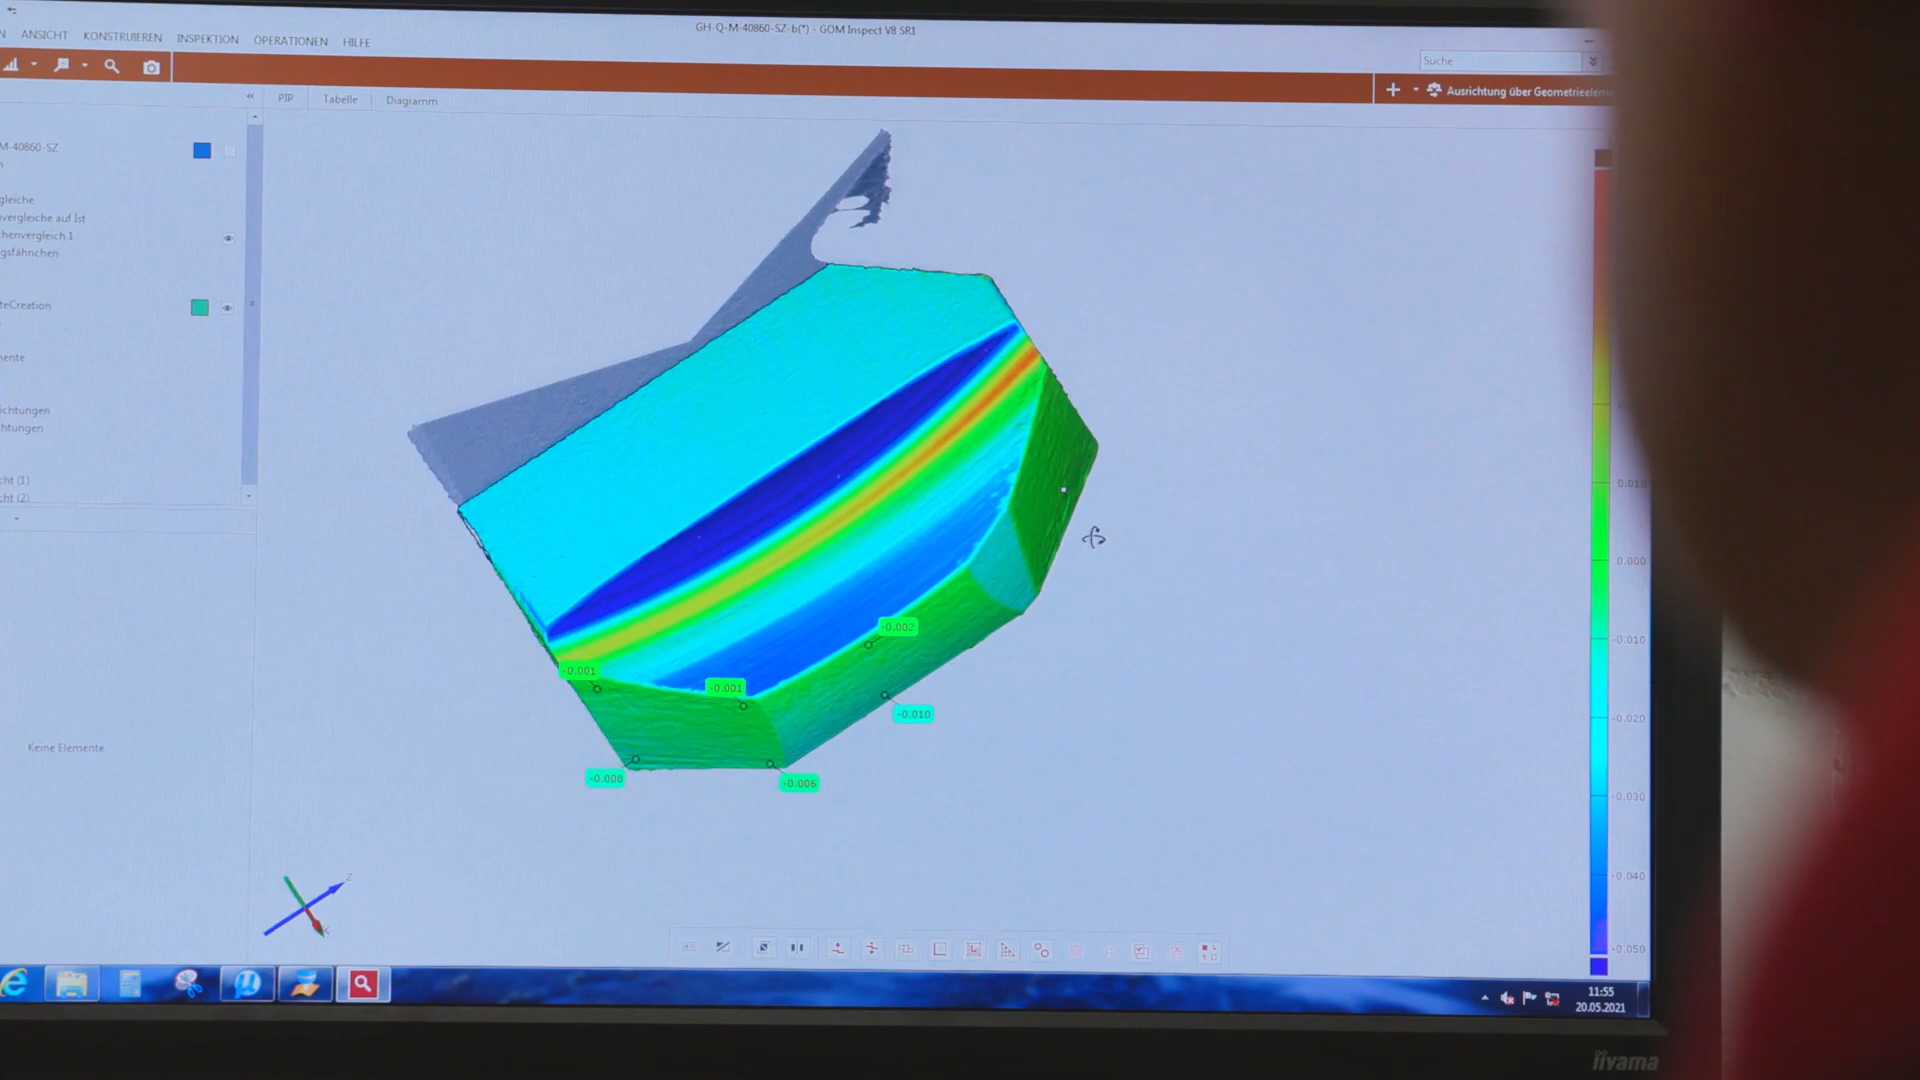 GH-Q-M-40860-SZ-b(*) - GOM Inspect V8 SR1
ANSICHT KONSTRUIEREN INSPEKTION OPERATIONEN HILFE
Suche
Ausrichtung über Geometrieelem
PIP Tabelle Diagramm
M-40860-SZ
gleiche
vergleiche auf Ist
henvergleich 1
gsfähnchen
teCreation
mente
ichtungen
htungen
cht (1)
cht (2)
Keine Elemente
-0.002
-0.001
-0.001
-0.010
-0.008
-0.006
0.010
0.000
-0.010
-0.020
-0.030
-0.040
-0.050
Z
11:55
20.05.2021
iiyama